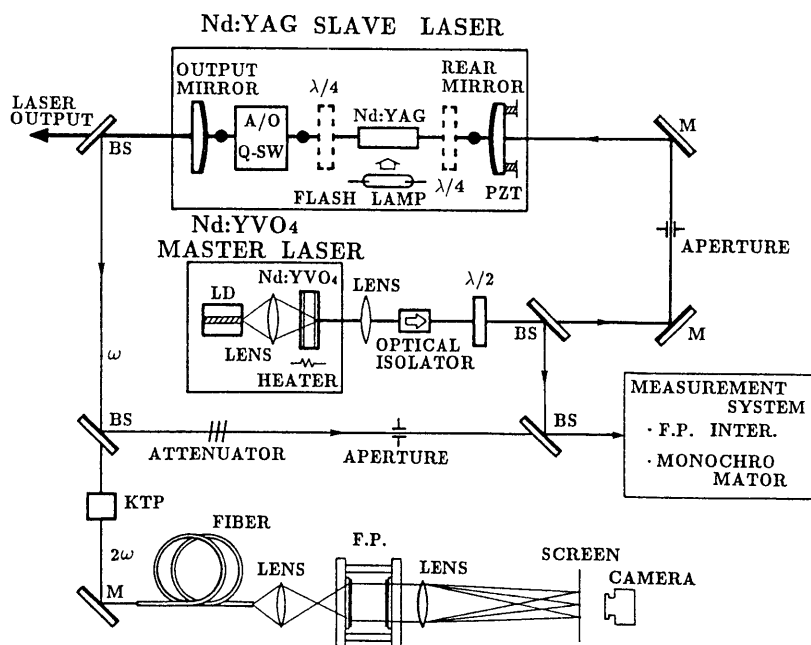 Nd:YAG SLAVE LASER
OUTPUT
MIRROR
λ/4
REAR
MIRROR
LASER
OUTPUT
A/O
Q-SW
Nd:YAG
M
BS
λ/4
PZT
FLASH LAMP
Nd:YVO4
MASTER LASER
APERTURE
Nd:YVO4
LENS
λ/2
LD
BS
M
LENS
OPTICAL
ISOLATOR
ω
HEATER
MEASUREMENT
SYSTEM
BS
BS
· F.P. INTER.
ATTENUATOR
APERTURE
· MONOCHRO
MATOR
KTP
FIBER
F.P.
2ω
LENS
LENS
SCREEN
CAMERA
M